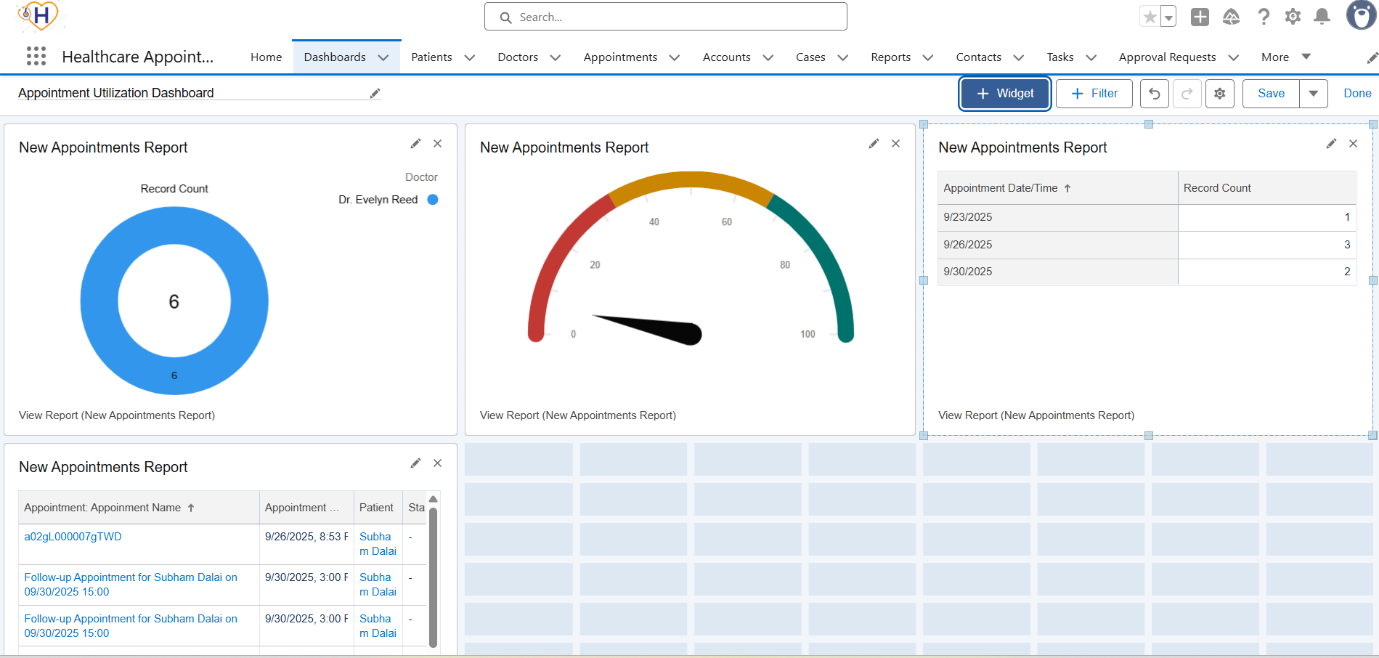 H
Search...
Healthcare Appoint...
Home
Dashboards
Patients
Doctors
Appointments
Accounts
Cases
Reports
Contacts
Tasks
Approval Requests
More
Appointment Utilization Dashboard
+ Widget
+ Filter
Save
Done
New Appointments Report
Record Count
Doctor
Dr. Evelyn Reed
6
6
View Report (New Appointments Report)
New Appointments Report
0
20
40
60
80
100
View Report (New Appointments Report)
New Appointments Report
Appointment Date/Time ↑ Record Count
9/23/2025 1
9/26/2025 3
9/30/2025 2
View Report (New Appointments Report)
New Appointments Report
Appointment: Appoinment Name ↑ Appointment ... Patient Sta
a02gL000007gTWD 9/26/2025, 8:53 P Subha -
m Dalai
Follow-up Appointment for Subham Dalai on 9/30/2025, 3:00 P Subha -
09/30/2025 15:00 m Dalai
Follow-up Appointment for Subham Dalai on 9/30/2025, 3:00 P Subha -
09/30/2025 15:00 m Dalai